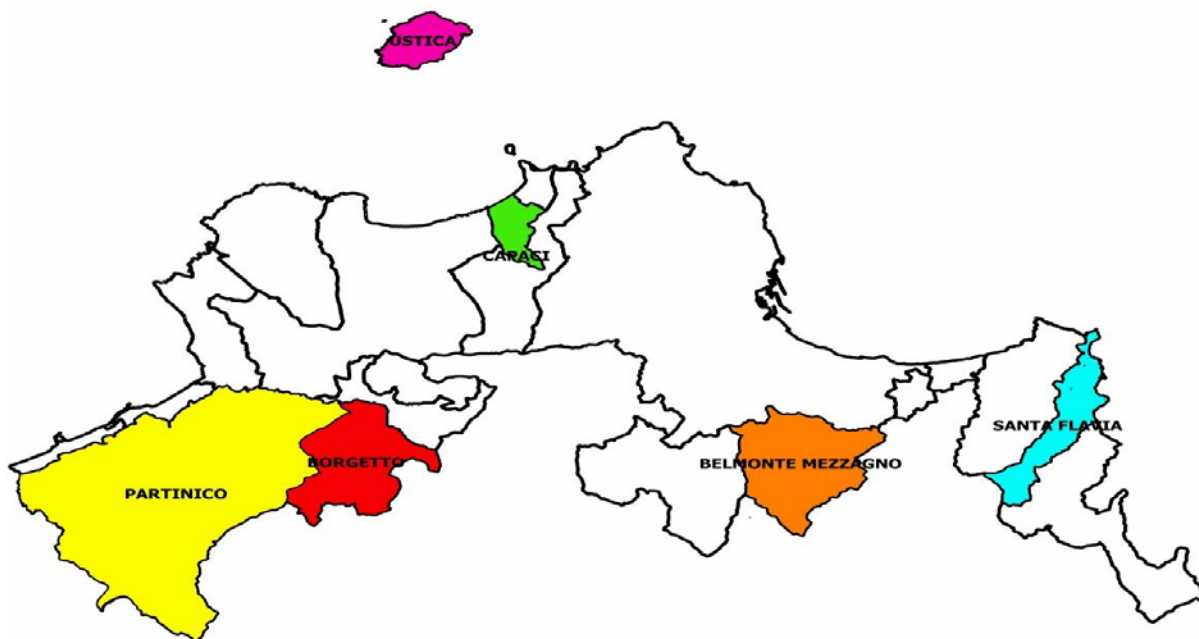 USTICA
CAPACI
SANTA FLAVIA
BORGETTO
BELMONTE MEZZAGNO
PARTINICO